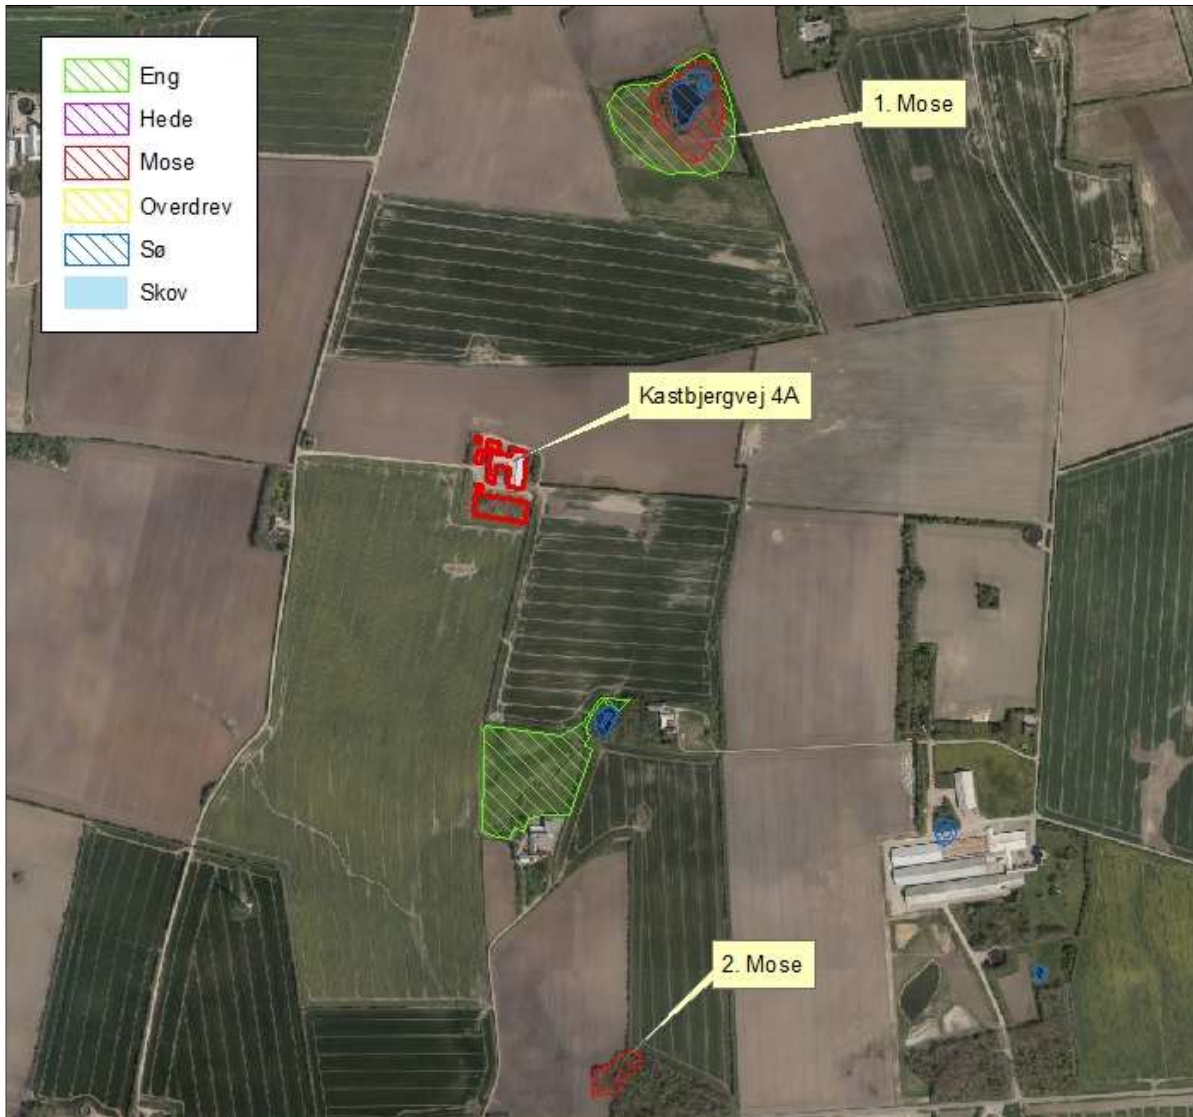 Eng
Hede
Mose
Overdrev
Sø
Skov
1. Mose
Kastbjergvej 4A
2. Mose